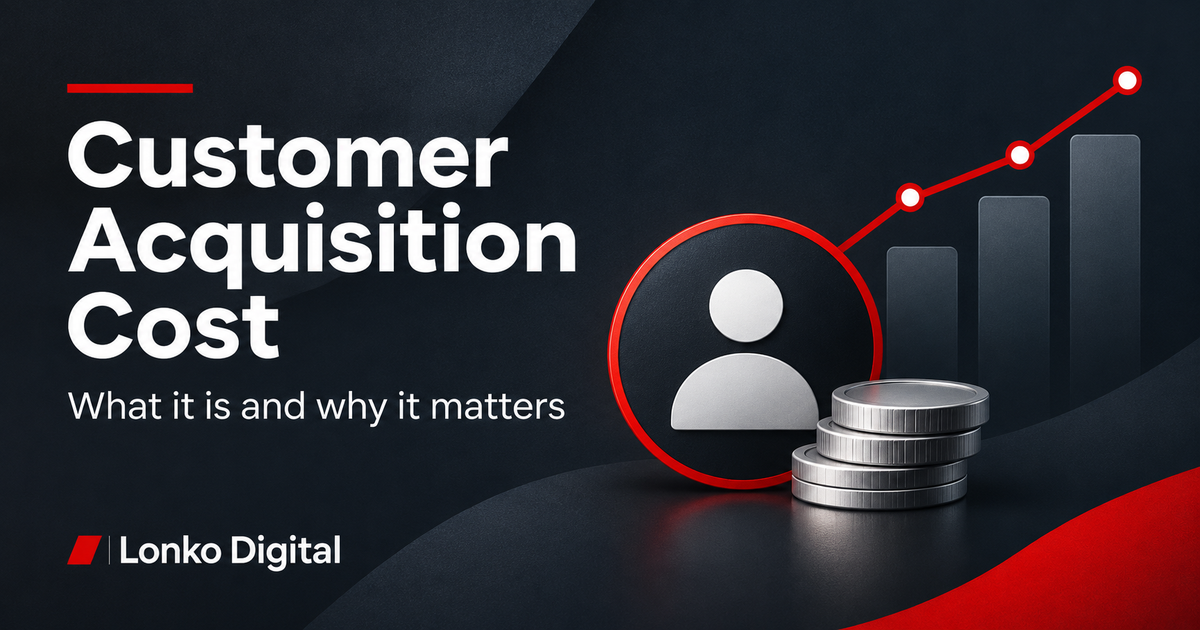 Customer
Acquisition
Cost
What it is and why it matters
Lonko Digital